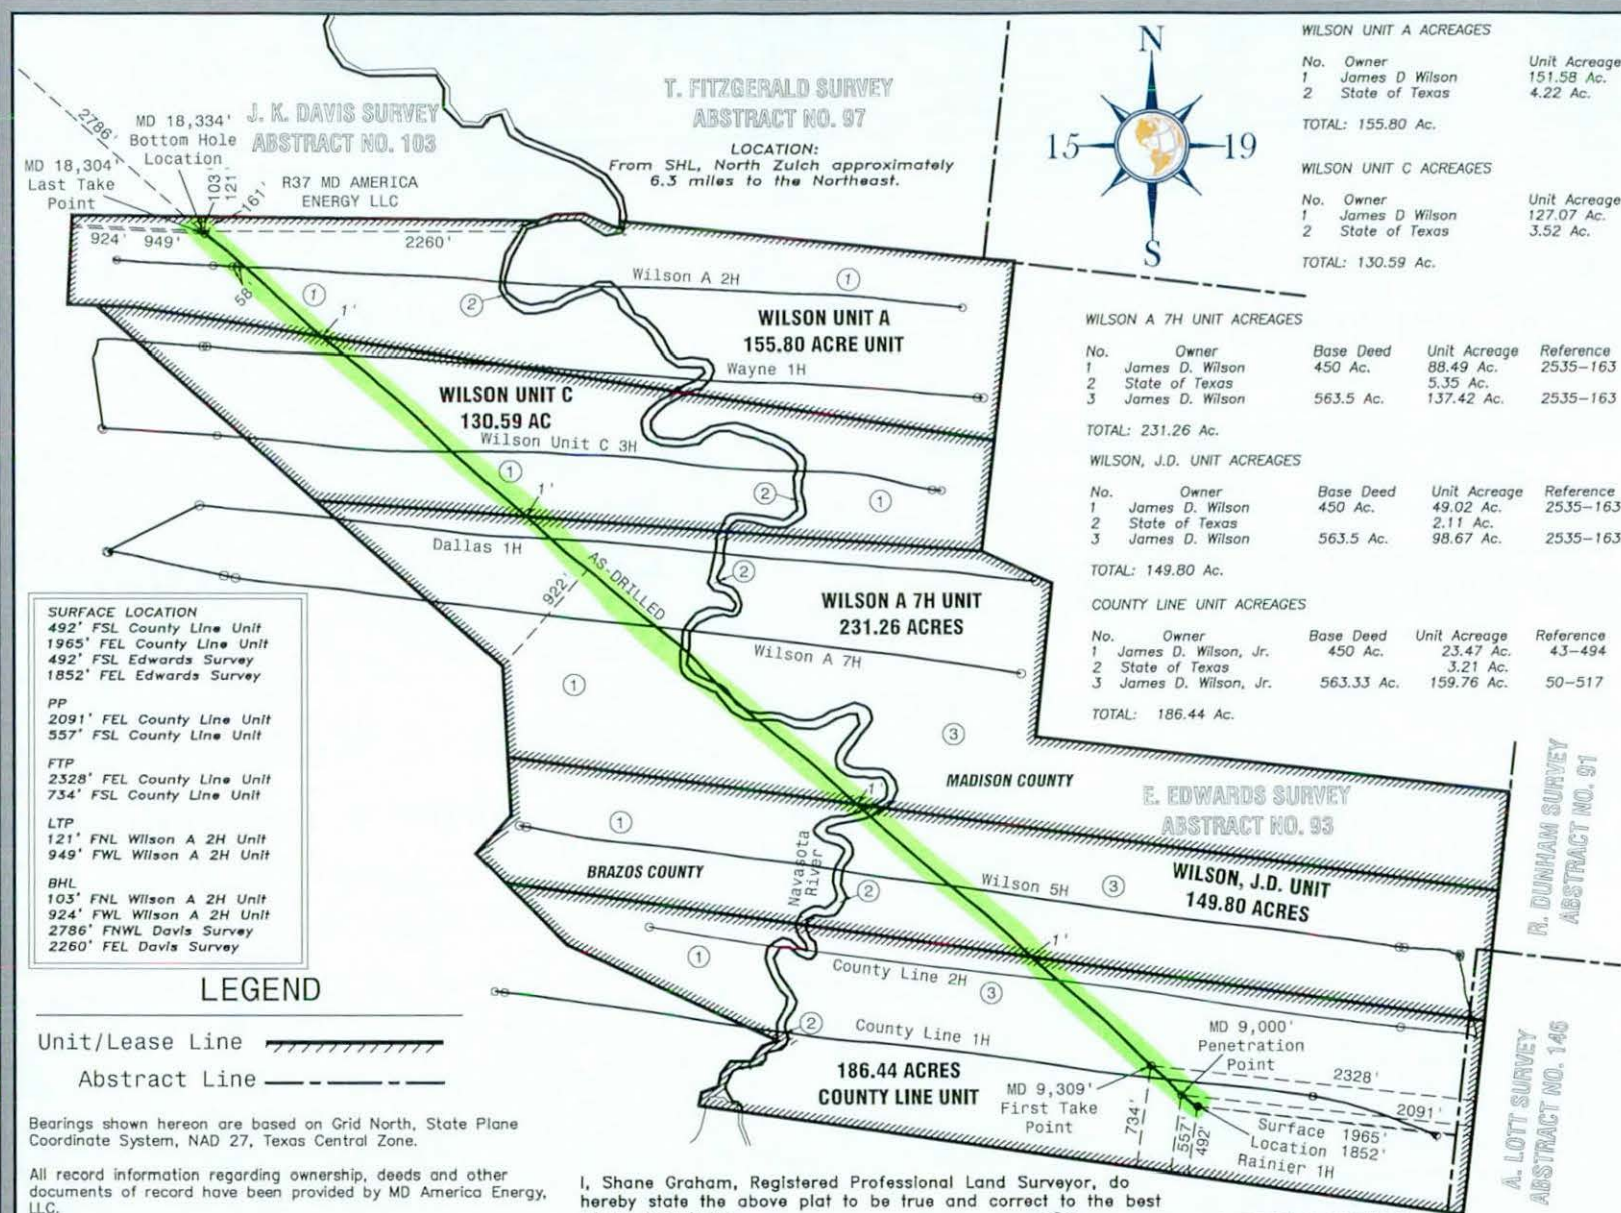 J. K. DAVIS SURVEY
ABSTRACT NO. 103
T. FITZGERALD SURVEY
ABSTRACT NO. 97
LOCATION:
From SHL, North Zulch approximately
6.3 miles to the Northeast.
N
15
19
S
2786'
MD 18,334'
Bottom Hole
Location
MD 18,304'
Last Take
Point
103'
121'
161'
R37 MD AMERICA
ENERGY LLC
924'
949'
2260'
58'
1
1'
2
Wilson A 2H
1
WILSON UNIT A
155.80 ACRE UNIT
Wayne 1H
WILSON UNIT C
130.59 AC
Wilson Unit C 3H
1
1'
2
1
Dallas 1H
AS-DRILLED
922'
2
WILSON A 7H UNIT
231.26 ACRES
Wilson A 7H
1
3
MADISON COUNTY
E. EDWARDS SURVEY
ABSTRACT NO. 93
1'
1
BRAZOS COUNTY
Navasota
River
2
Wilson 5H
3
WILSON, J.D. UNIT
149.80 ACRES
1
1'
County Line 2H
3
2
County Line 1H
186.44 ACRES
COUNTY LINE UNIT
MD 9,000'
Penetration
Point
2328'
MD 9,309'
First Take
Point
2091'
734'
557'
492'
Surface
Location
Rainier 1H
1965'
1852'
R. DUNHAM SURVEY
ABSTRACT NO. 91
A. LOTT SURVEY
ABSTRACT NO. 146
WILSON UNIT A ACREAGES
No. Owner Unit Acreage
1 James D Wilson 151.58 Ac.
2 State of Texas 4.22 Ac.
TOTAL: 155.80 Ac.
WILSON UNIT C ACREAGES
No. Owner Unit Acreage
1 James D Wilson 127.07 Ac.
2 State of Texas 3.52 Ac.
TOTAL: 130.59 Ac.
WILSON A 7H UNIT ACREAGES
No. Owner Base Deed Unit Acreage Reference
1 James D. Wilson 450 Ac. 88.49 Ac. 2535-163
2 State of Texas 5.35 Ac.
3 James D. Wilson 563.5 Ac. 137.42 Ac. 2535-163
TOTAL: 231.26 Ac.
WILSON, J.D. UNIT ACREAGES
No. Owner Base Deed Unit Acreage Reference
1 James D. Wilson 450 Ac. 49.02 Ac. 2535-163
2 State of Texas 2.11 Ac.
3 James D. Wilson 563.5 Ac. 98.67 Ac. 2535-163
TOTAL: 149.80 Ac.
COUNTY LINE UNIT ACREAGES
No. Owner Base Deed Unit Acreage Reference
1 James D. Wilson, Jr. 450 Ac. 23.47 Ac. 43-494
2 State of Texas 3.21 Ac.
3 James D. Wilson, Jr. 563.33 Ac. 159.76 Ac. 50-517
TOTAL: 186.44 Ac.
SURFACE LOCATION
492' FSL County Line Unit
1965' FEL County Line Unit
492' FSL Edwards Survey
1852' FEL Edwards Survey
PP
2091' FEL County Line Unit
557' FSL County Line Unit
FTP
2328' FEL County Line Unit
734' FSL County Line Unit
LTP
121' FNL Wilson A 2H Unit
949' FWL Wilson A 2H Unit
BHL
103' FNL Wilson A 2H Unit
924' FWL Wilson A 2H Unit
2786' FNWL Davis Survey
2260' FEL Davis Survey
LEGEND
Unit/Lease Line
Abstract Line
Bearings shown hereon are based on Grid North, State Plane
Coordinate System, NAD 27, Texas Central Zone.
All record information regarding ownership, deeds and other
documents of record have been provided by MD America Energy,
LLC.
I, Shane Graham, Registered Professional Land Surveyor, do
hereby state the above plat to be true and correct to the best